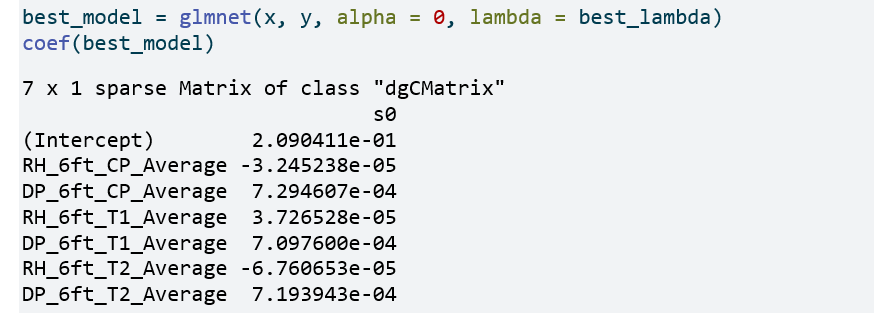 best_model = glmnet(x, y, alpha = 0, lambda = best_lambda)
coef(best_model)
7 x 1 sparse Matrix of class "dgCMatrix"
s0
(Intercept) 2.090411e-01
RH_6ft_CP_Average -3.245238e-05
DP_6ft_CP_Average 7.294607e-04
RH_6ft_T1_Average 3.726528e-05
DP_6ft_T1_Average 7.097600e-04
RH_6ft_T2_Average -6.760653e-05
DP_6ft_T2_Average 7.193943e-04